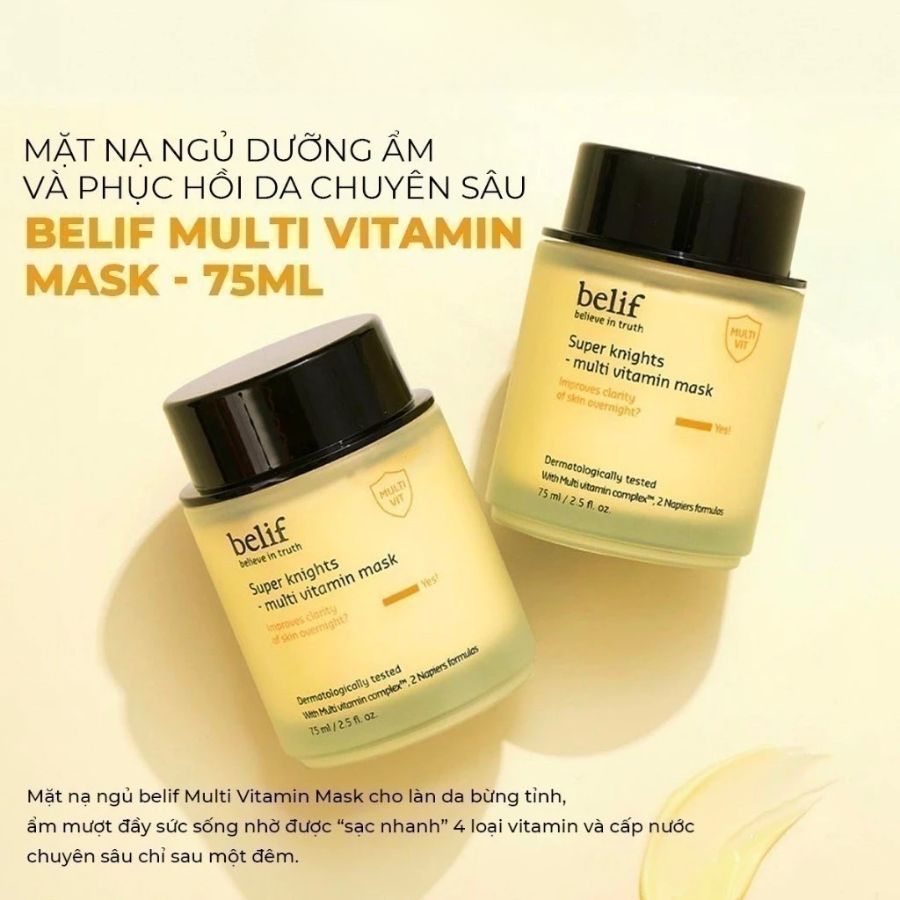 MẶT NẠ NGỦ DƯỠNG ẨM
VÀ PHỤC HỒI DA CHUYÊN SÂU
BELIF MULTI VITAMIN
MASK - 75ML
belif
believe in truth
MULTI
VIT
Super knights
- multi vitamin mask
Improves clarity
of skin overnight?
Yes!
Dermatologically tested
With Multi vitamin complex™, 2 Napiers formulas
75 ml / 2.5 fl. oz.
belif
believe in truth
MULTI
VIT
Super knights
- multi vitamin mask
Improves clarity
of skin overnight?
Yes!
Dermatologically tested
With Multi vitamin complex™, 2 Napiers formulas
75 ml / 2.5 fl. oz.
Mặt nạ ngủ belif Multi Vitamin Mask cho làn da bừng tỉnh,
ẩm mượt đầy sức sống nhờ được “sạc nhanh” 4 loại vitamin và cấp nước
chuyên sâu chỉ sau một đêm.